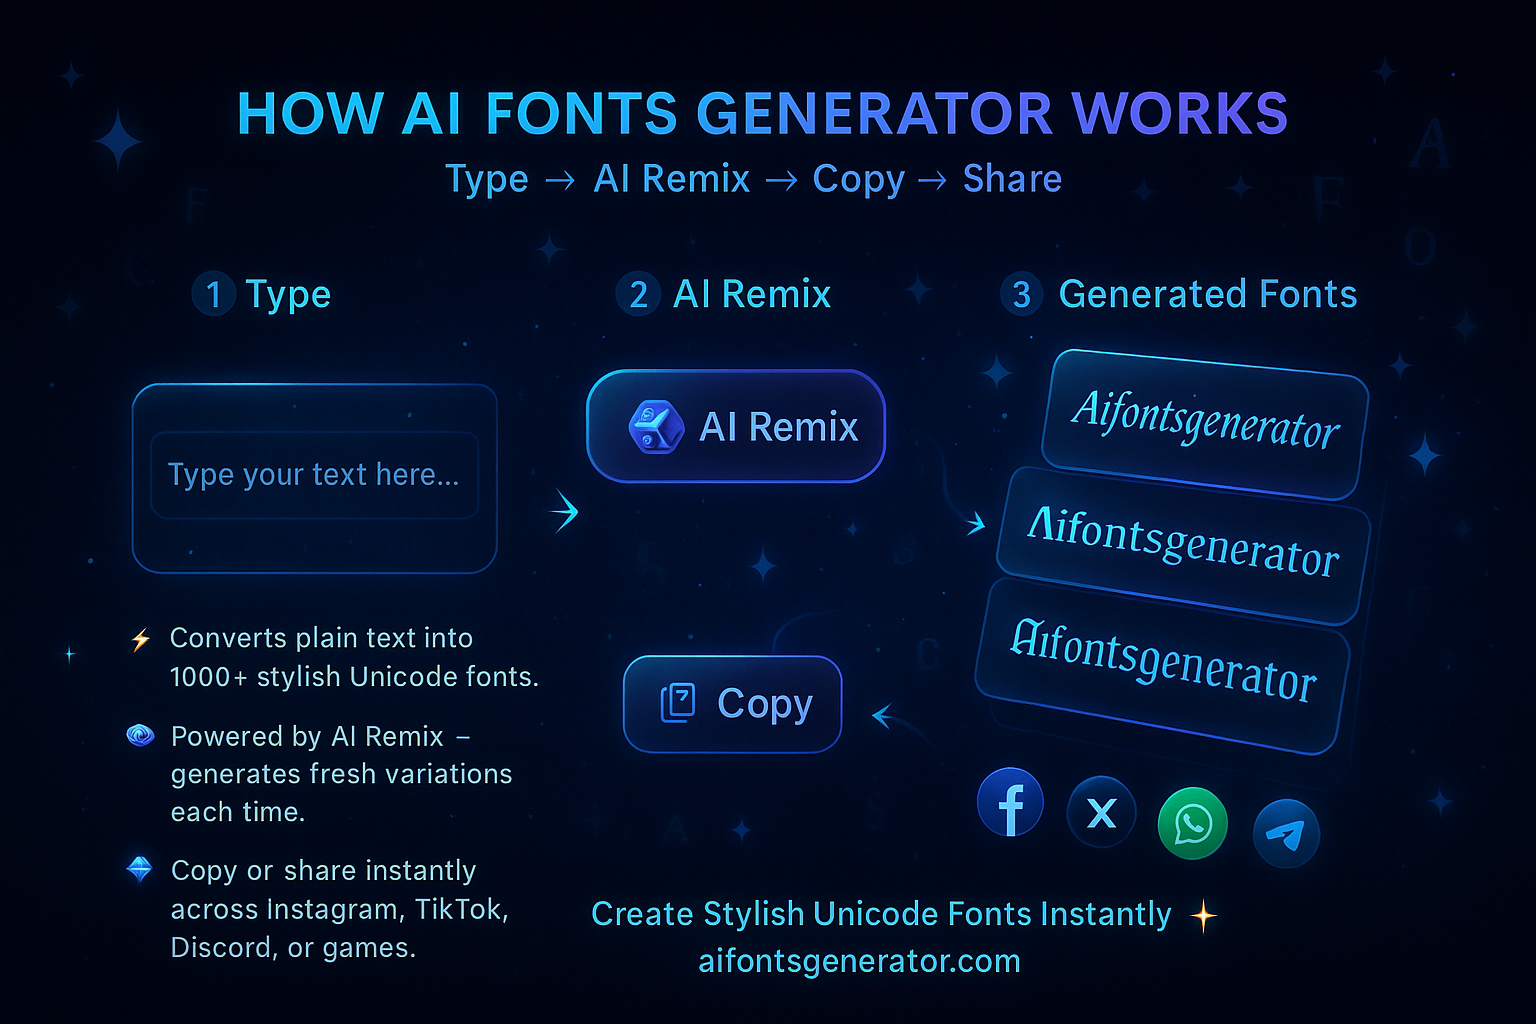 HOW AI FONTS GENERATOR WORKS
Type → AI Remix → Copy → Share
1 Type
Type your text here...
⚡ Converts plain text into
1000+ stylish Unicode fonts.
🌀 Powered by AI Remix –
generates fresh variations
each time.
💎 Copy or share instantly
across Instagram, TikTok,
Discord, or games.
2 AI Remix
AI Remix
3 Generated Fonts
Aifontsgenerator
Aifontsgenerator
Aifontsgenerator
Copy
f X
Create Stylish Unicode Fonts Instantly
aifontsgenerator.com